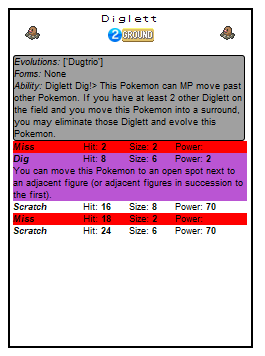 Diglett
2 GROUND
Evolutions: ['Dugtrio']
Forms: None
Ability: Diglett Dig!> This Pokemon can MP move past
other Pokemon. If you have at least 2 other Diglett on
the field and you move this Pokemon into a surround,
you may eliminate those Diglett and evolve this
Pokemon.
Miss Hit: 2 Size: 2 Power:
Dig Hit: 8 Size: 6 Power: 2
You can move this Pokemon to an open spot next to
an adjacent figure (or adjacent figures in succession to
the first).
Scratch Hit: 16 Size: 8 Power: 70
Miss Hit: 18 Size: 2 Power:
Scratch Hit: 24 Size: 6 Power: 70